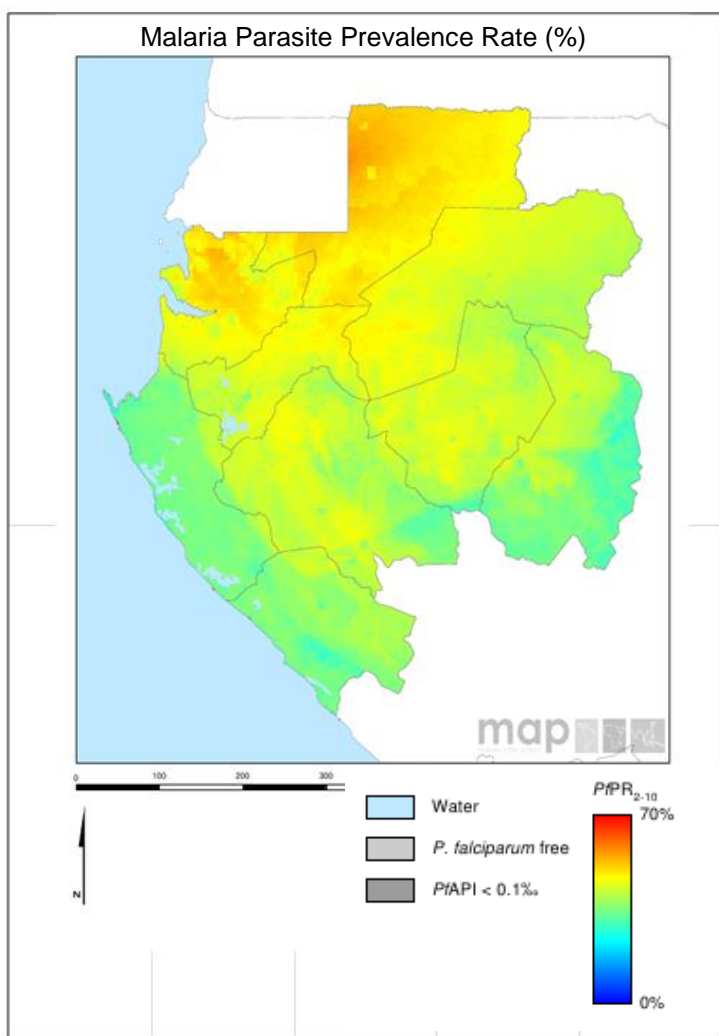 Malaria Parasite Prevalence Rate (%)
map
0 100 200 300
Water
P. falciparum free
PfAPI < 0.1‰
N
PfPR2-10
70%
0%